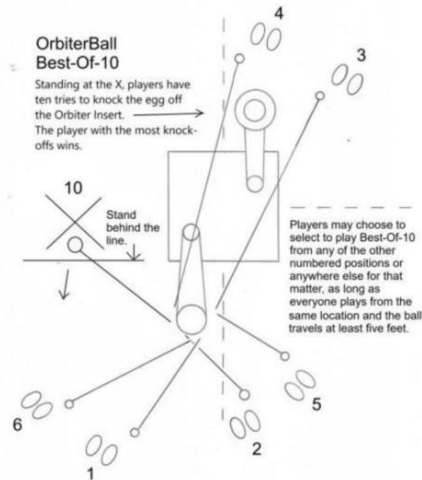 4
OrbiterBall
Best-Of-10
3
Standing at the X, players have
ten tries to knock the egg off
the Orbiter Insert.
The player with the most knock-
offs wins.
10
Stand
behind the
line.
Players may choose to
select to play Best-Of-10
from any of the other
numbered positions or
anywhere else for that
matter, as long as
everyone plays from the
same location and the ball
travels at least five feet.
6
5
2
1